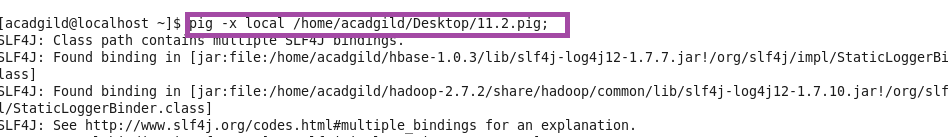 [acadgild@localhost ~]$ pig -x local /home/acadgild/Desktop/11.2.pig;
SLF4J: Class path contains multiple SLF4J bindings.
SLF4J: Found binding in [jar:file:/home/acadgild/hbase-1.0.3/lib/slf4j-log4j12-1.7.7.jar!/org/slf4j/impl/StaticLoggerBi
lass]
SLF4J: Found binding in [jar:file:/home/acadgild/hadoop-2.7.2/share/hadoop/common/lib/slf4j-log4j12-1.7.10.jar!/org/slf
l/StaticLoggerBinder.class]
SLF4J: See http://www.slf4j.org/codes.html#multiple_bindings for an explanation.